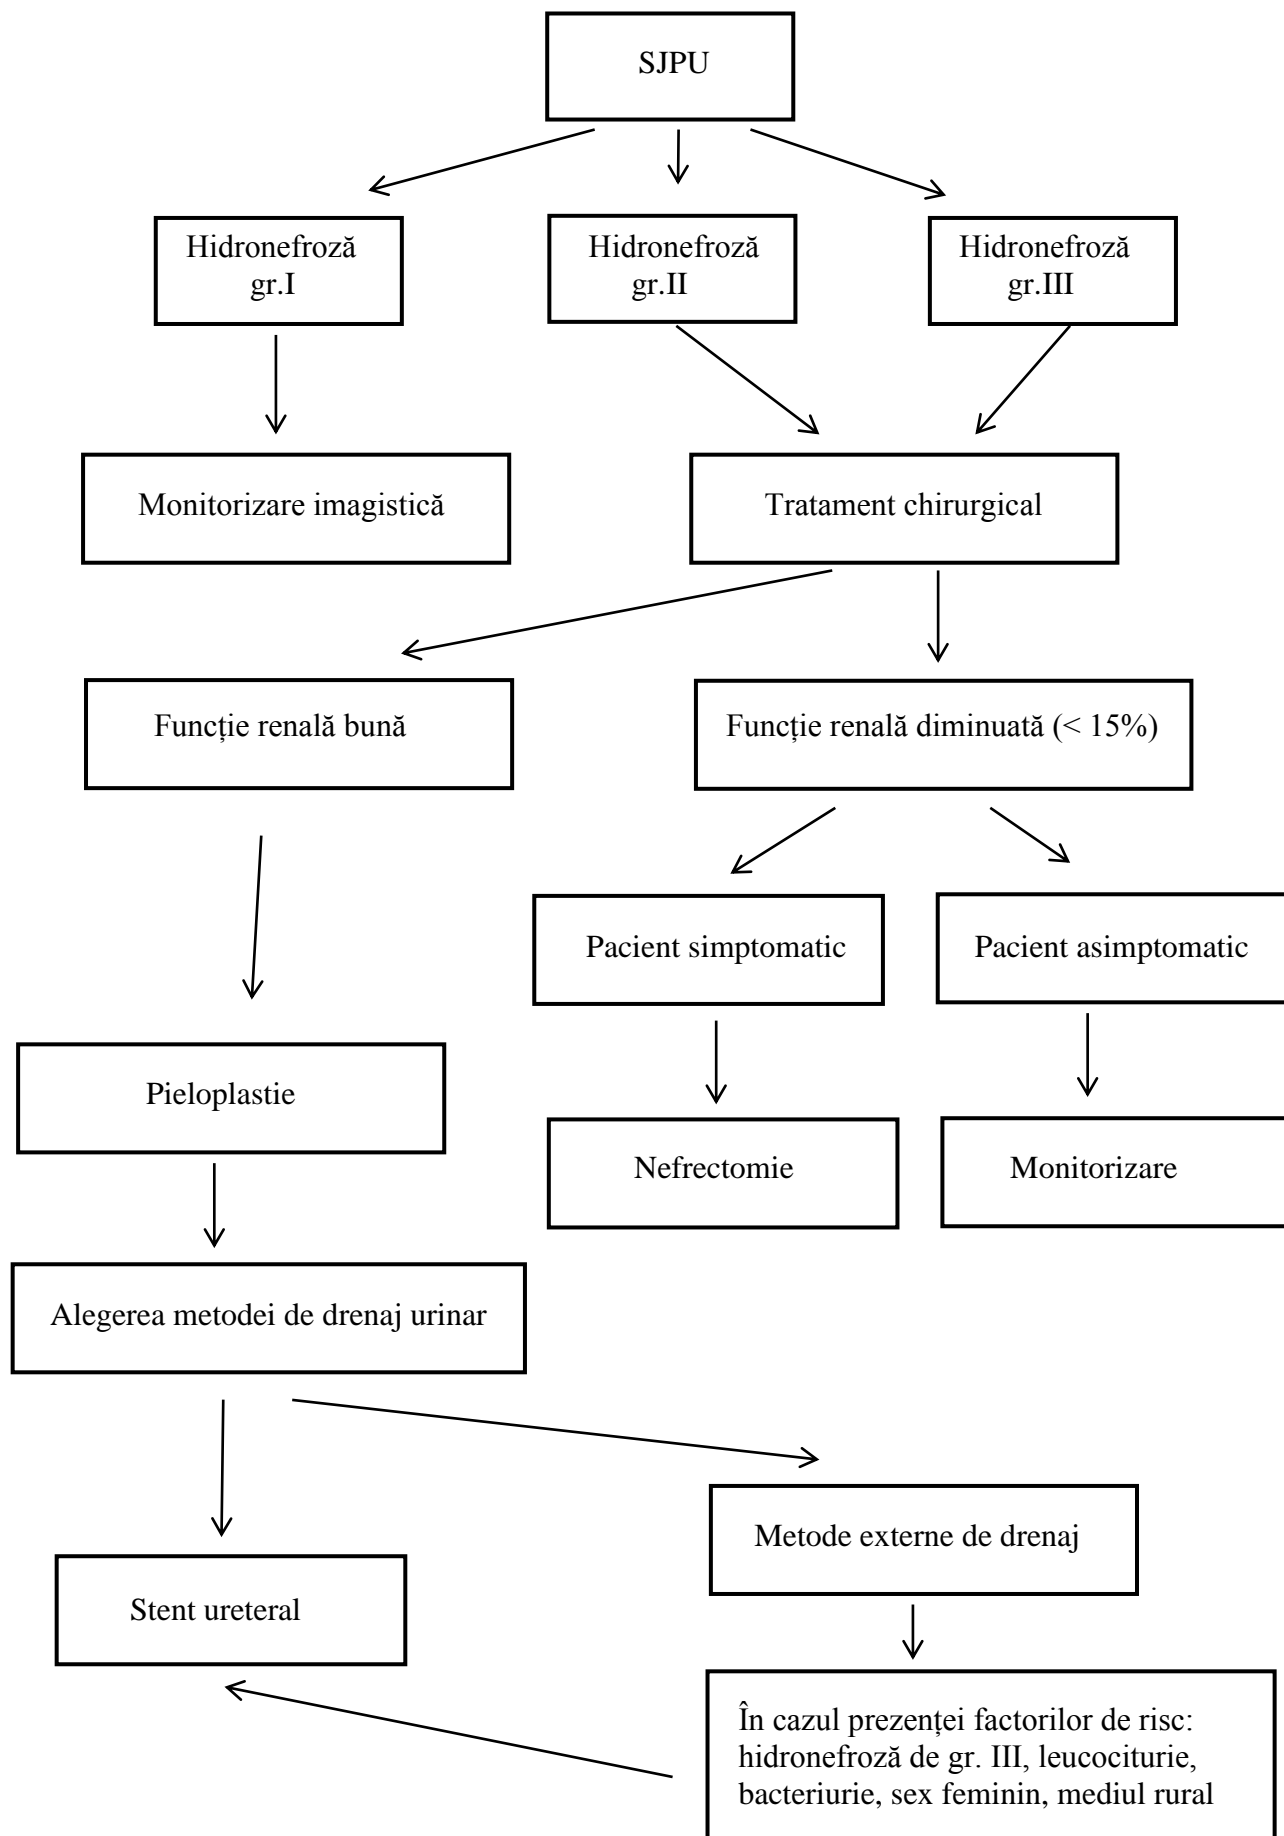 SJPU
Hidronefroză
gr.I
Hidronefroză
gr.II
Hidronefroză
gr.III
Monitorizare imagistică
Tratament chirurgical
Funcție renală bună
Funcție renală diminuată (< 15%)
Pacient simptomatic
Pacient asimptomatic
Pieloplastie
Nefrectomie
Monitorizare
Alegerea metodei de drenaj urinar
Metode externe de drenaj
Stent ureteral
În cazul prezenței factorilor de risc:
hidronefroză de gr. III, leucociturie,
bacteriurie, sex feminin, mediul rural